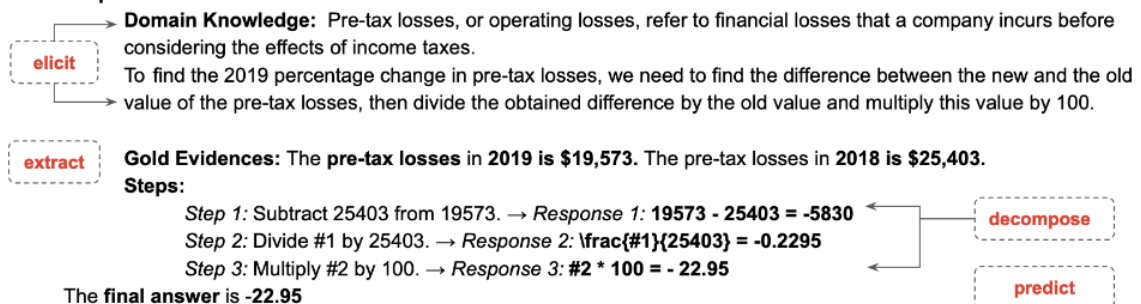 Domain Knowledge: Pre-tax losses, or operating losses, refer to financial losses that a company incurs before
considering the effects of income taxes.
elicit
To find the 2019 percentage change in pre-tax losses, we need to find the difference between the new and the old
value of the pre-tax losses, then divide the obtained difference by the old value and multiply this value by 100.
extract
Gold Evidences: The pre-tax losses in 2019 is $19,573. The pre-tax losses in 2018 is $25,403.
Steps:
Step 1: Subtract 25403 from 19573. → Response 1: 19573 - 25403 = -5830
decompose
Step 2: Divide #1 by 25403. → Response 2: \frac{#1}{25403} = -0.2295
Step 3: Multiply #2 by 100. → Response 3: #2 * 100 = - 22.95
predict
The final answer is -22.95